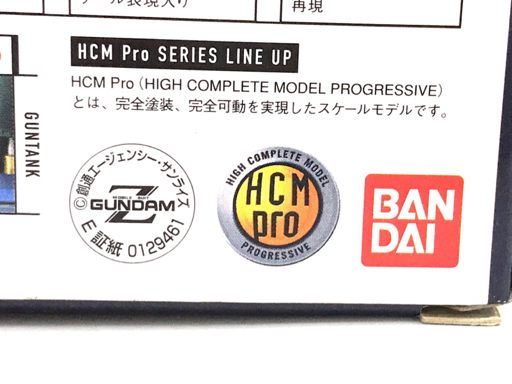 再現
HCM Pro SERIES LINE UP
HCM Pro (HIGH COMPLETE MODEL PROGRESSIVE)
とは、完全塗装、完全可動を実現したスケールモデルです。
GUNTANK
©創通エージェンシー・サンライズ
MOBILE SUIT
Z
GUNDAM
E 証紙 0129461
HIGH COMPLETE MODEL
HCM
pro
PROGRESSIVE
BAN
DAI